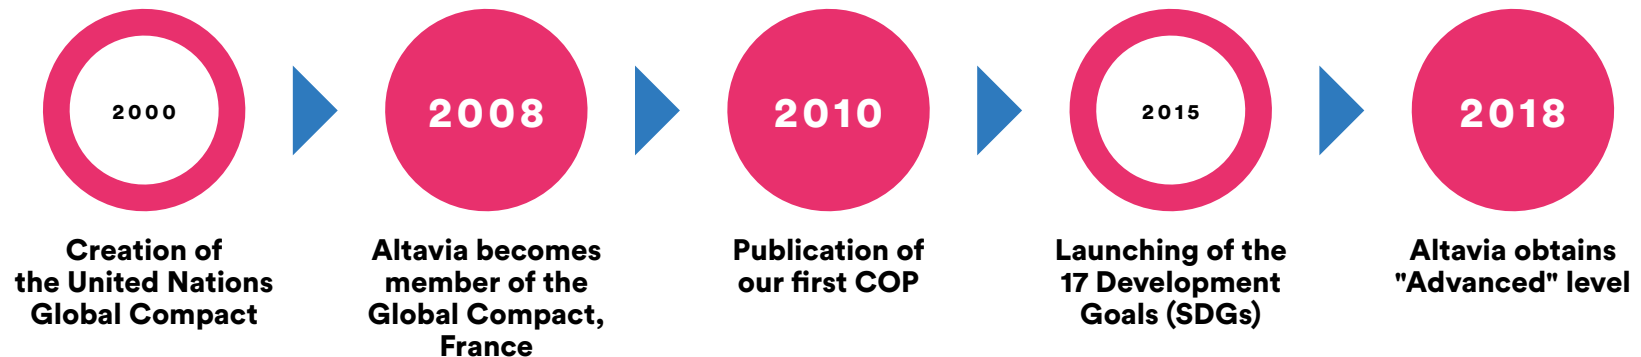 2000
Creation of
the United Nations
Global Compact
2008
Altavia becomes
member of the
Global Compact,
France
2010
Publication of
our first COP
2015
Launching of the
17 Development
Goals (SDGs)
2018
Altavia obtains
"Advanced" level